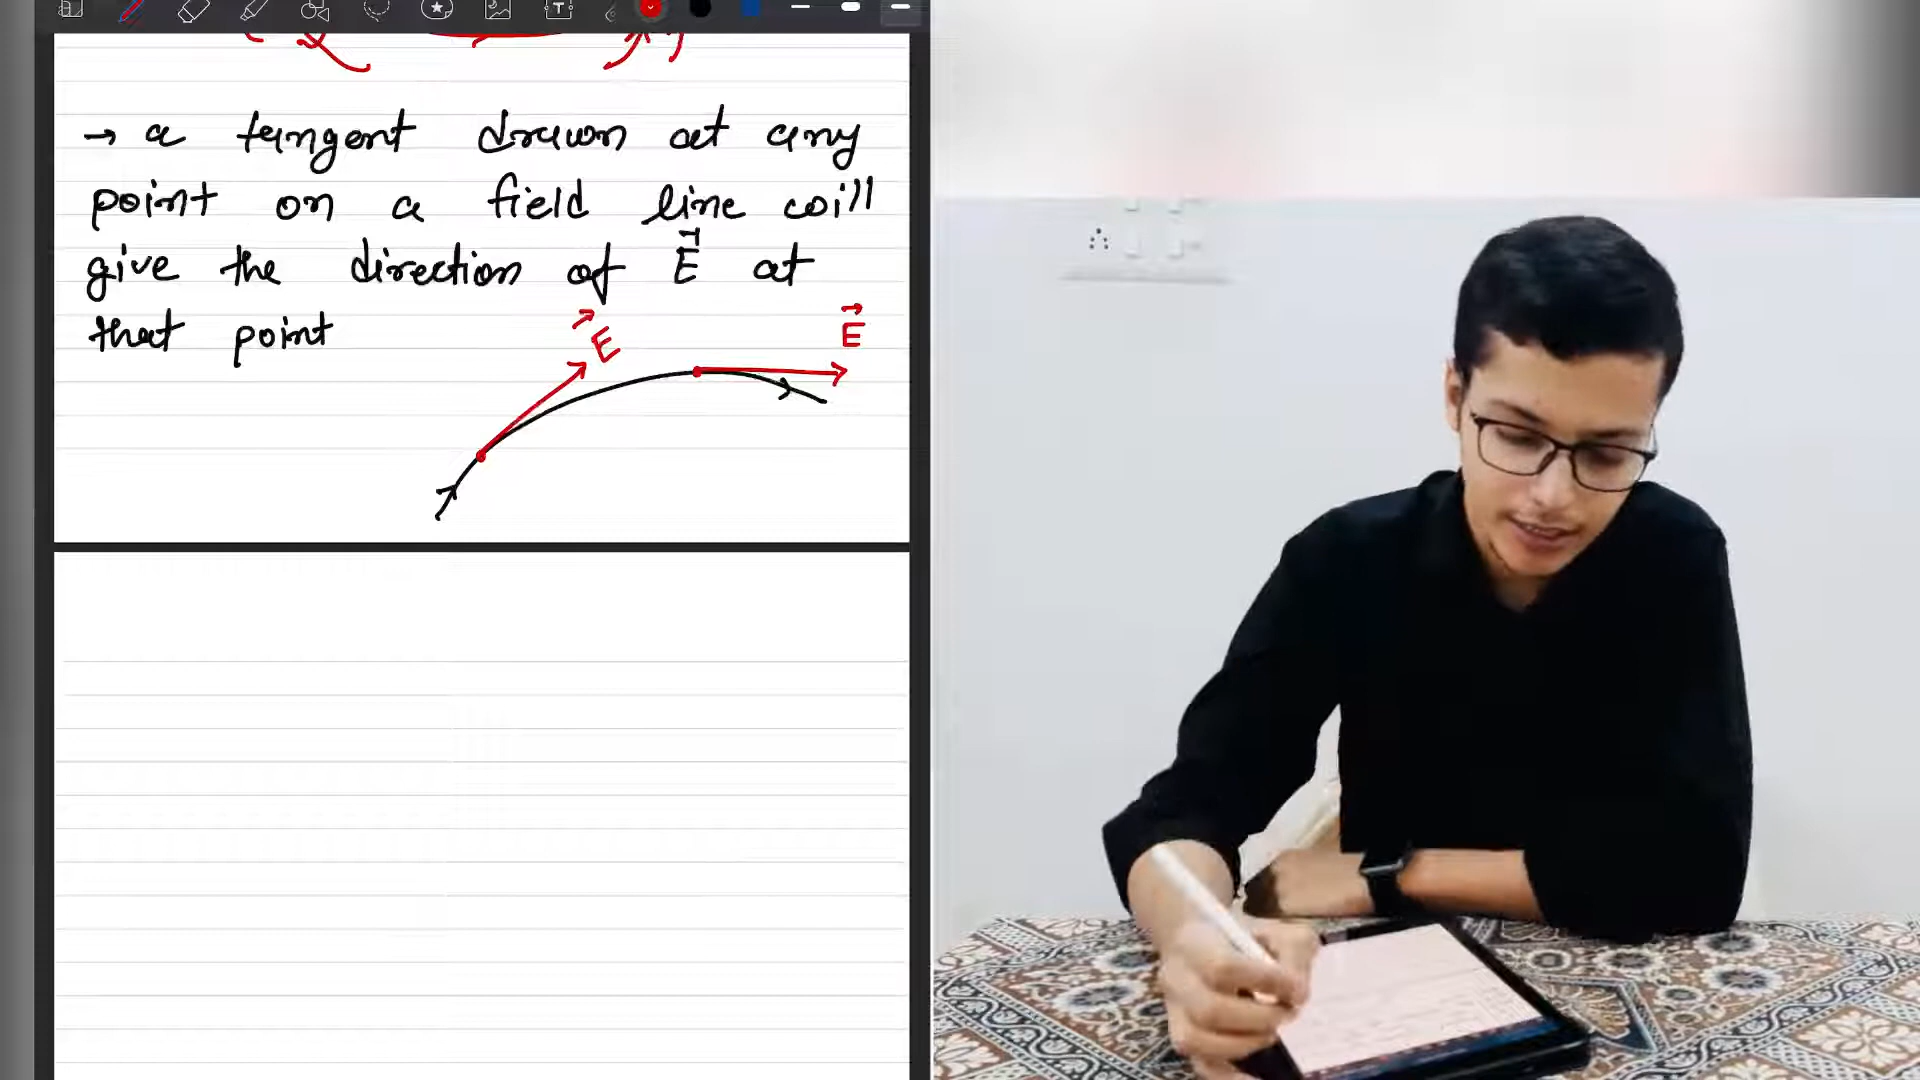 → a tangent drawn at any
point on a field line will
give the direction of E⃗ at
that point
E⃗
E⃗